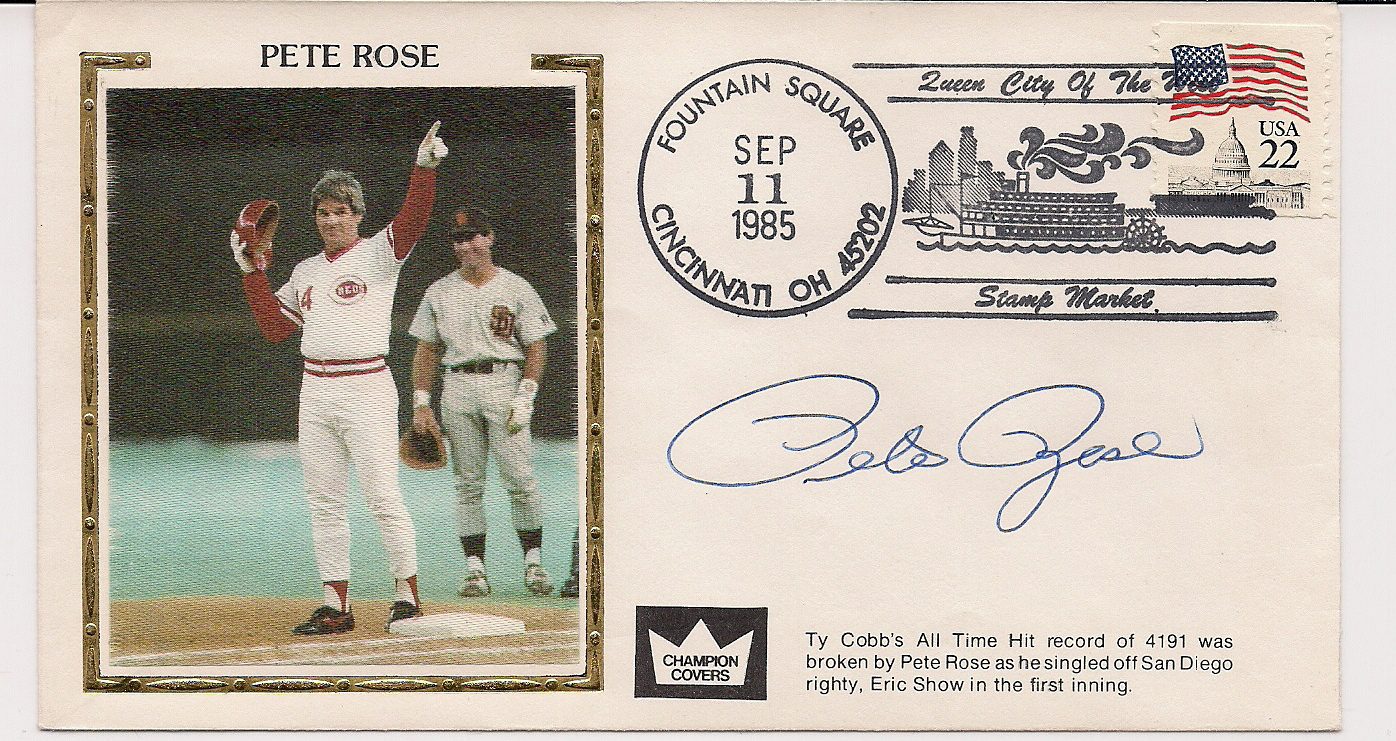 PETE ROSE
4
REDS
SD
FOUNTAIN SQUARE
SEP
11
1985
CINCINNATI OH 45202
Queen City Of The West
USA
22
Stamp Market
Pete Rose
CHAMPION
COVERS
Ty Cobb's All Time Hit record of 4191 was
broken by Pete Rose as he singled off San Diego
righty, Eric Show in the first inning.